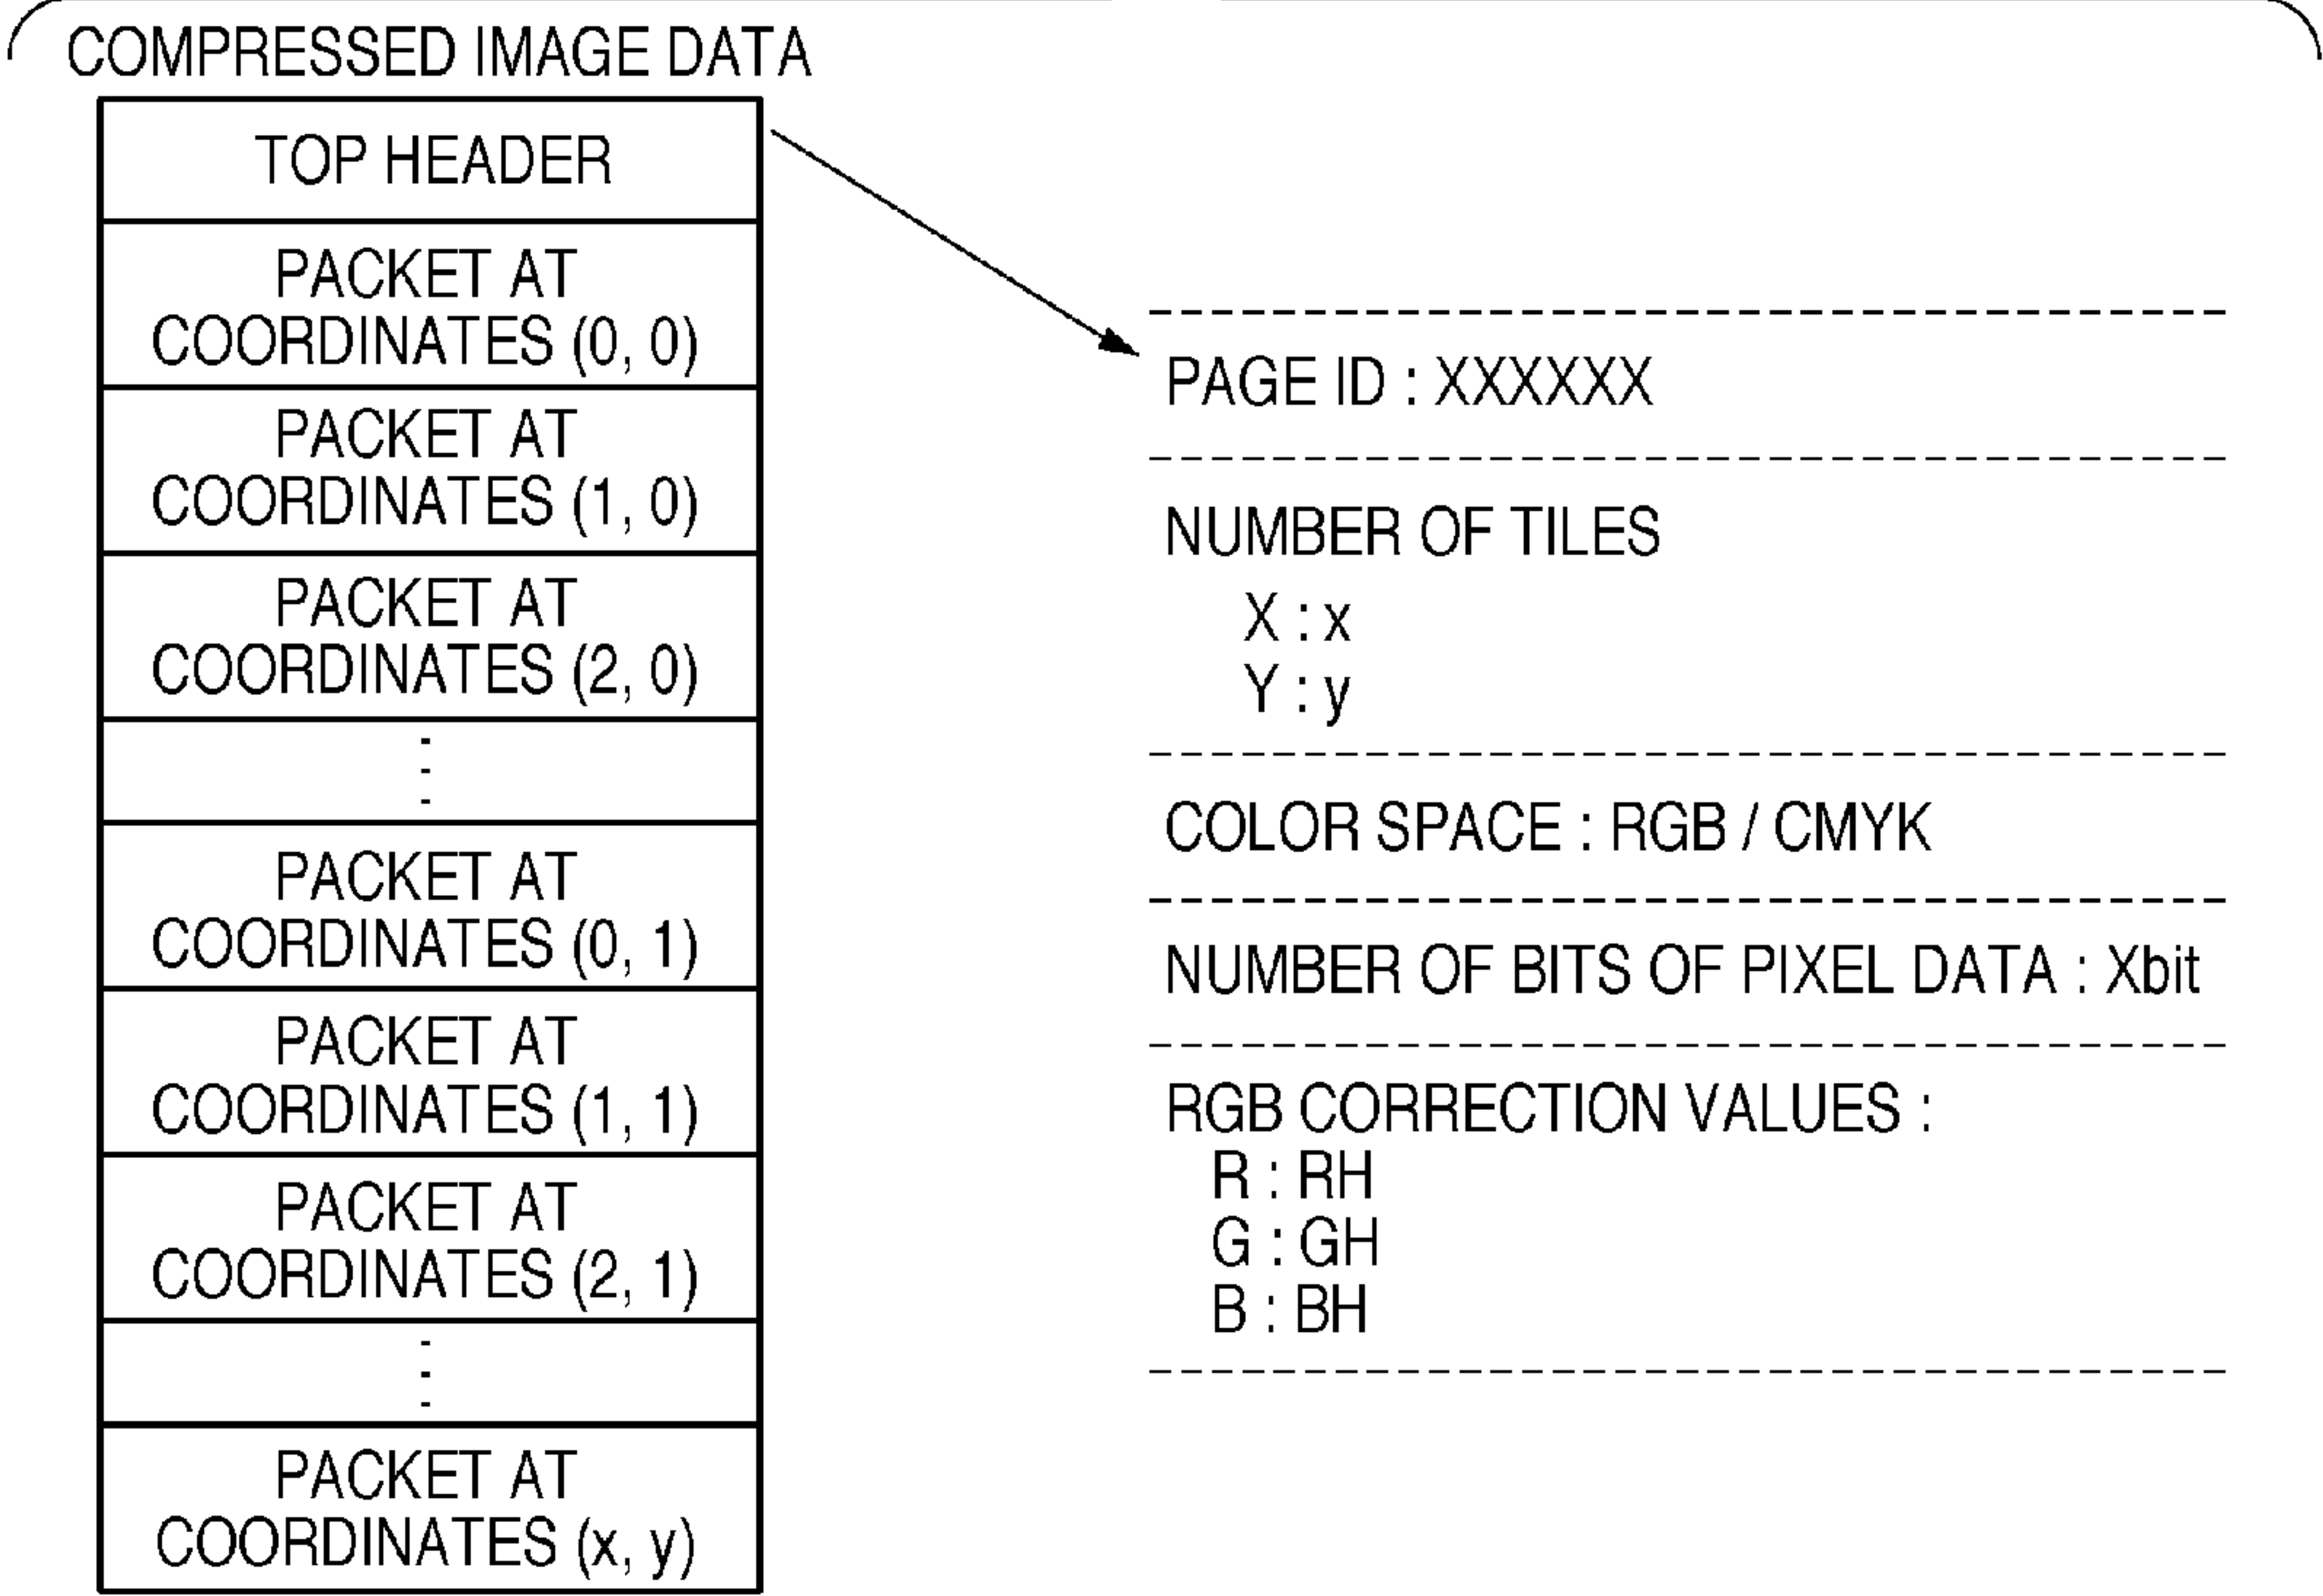 COMPRESSED IMAGE DATA
TOP HEADER
PACKET AT
COORDINATES (0, 0)
PACKET AT
COORDINATES (1, 0)
PACKET AT
COORDINATES (2, 0)
PACKET AT
COORDINATES (0, 1)
PACKET AT
COORDINATES (1, 1)
PACKET AT
COORDINATES (2, 1)
PACKET AT
COORDINATES (x, y)
PAGE ID : XXXXXX
NUMBER OF TILES
X : x
Y : y
COLOR SPACE : RGB / CMYK
NUMBER OF BITS OF PIXEL DATA : Xbit
RGB CORRECTION VALUES :
R : RH
G : GH
B : BH